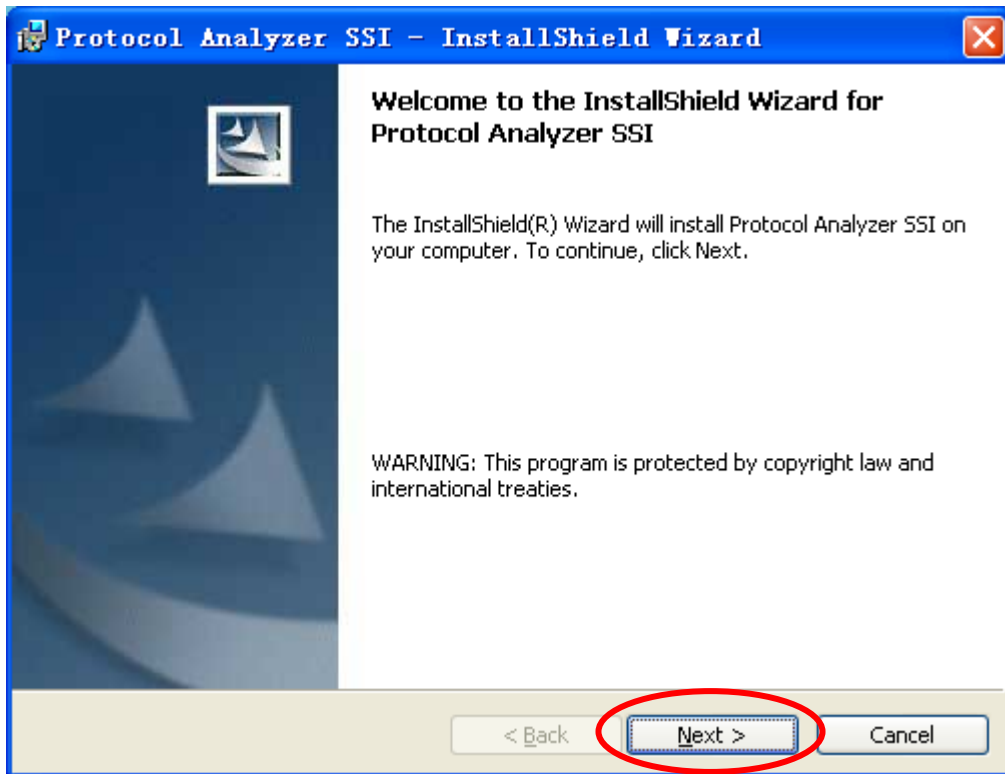 Protocol Analyzer SSI - InstallShield Wizard
Welcome to the InstallShield Wizard for
Protocol Analyzer SSI
The InstallShield(R) Wizard will install Protocol Analyzer SSI on
your computer. To continue, click Next.
WARNING: This program is protected by copyright law and
international treaties.
< Back Next > Cancel